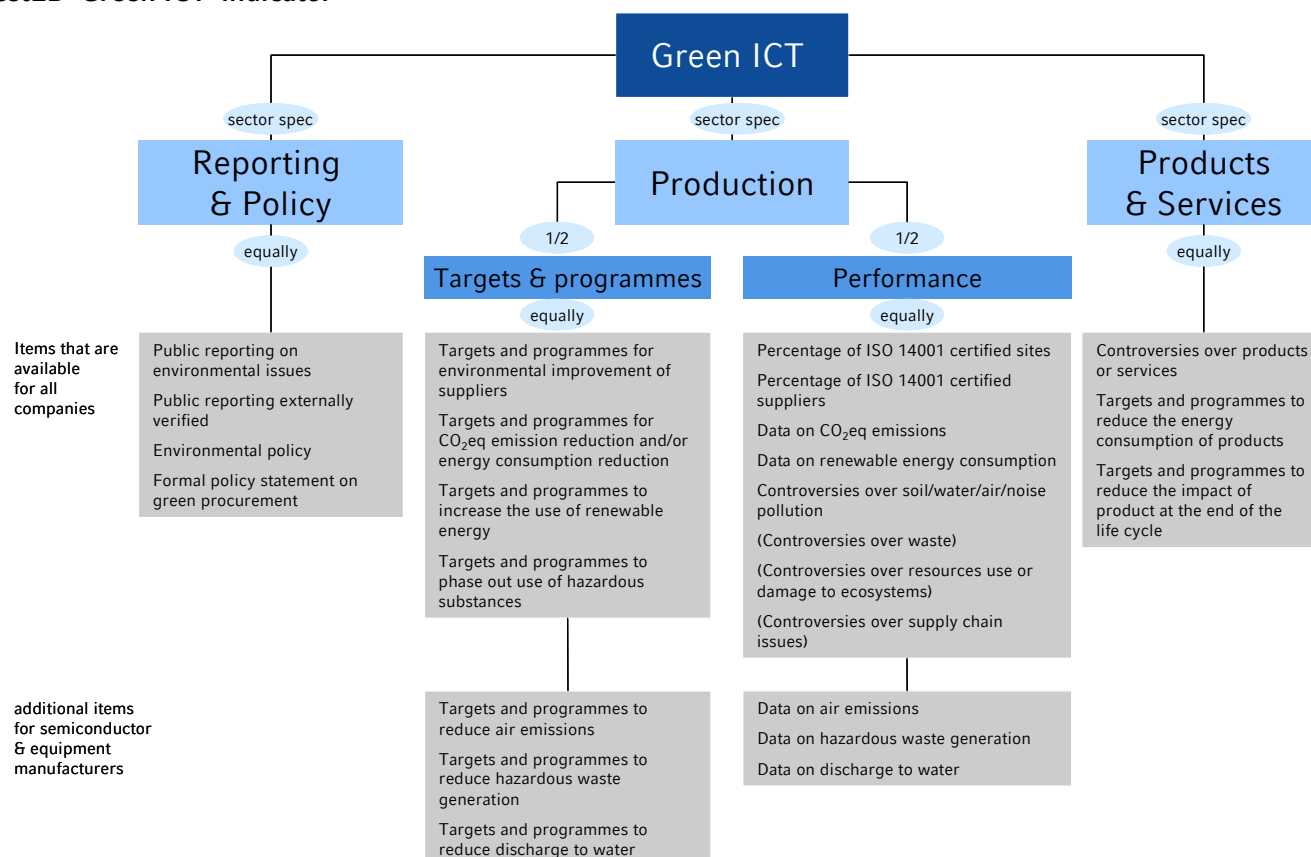 Green ICT
sector spec
sector spec
sector spec
Reporting
& Policy
Production
Products
& Services
equally
1/2
1/2
equally
Targets & programmes
Performance
equally
equally
Items that are
available
for all
companies
Public reporting on
environmental issues
Public reporting externally
verified
Environmental policy
Formal policy statement on
green procurement
Targets and programmes for
environmental improvement of
suppliers
Targets and programmes for
CO₂eq emission reduction and/or
energy consumption reduction
Targets and programmes to
increase the use of renewable
energy
Targets and programmes to
phase out use of hazardous
substances
Percentage of ISO 14001 certified sites
Percentage of ISO 14001 certified
suppliers
Data on CO₂eq emissions
Data on renewable energy consumption
Controversies over soil/water/air/noise
pollution
(Controversies over waste)
(Controversies over resources use or
damage to ecosystems)
(Controversies over supply chain
issues)
Controversies over products
or services
Targets and programmes to
reduce the energy
consumption of products
Targets and programmes to
reduce the impact of
product at the end of the
life cycle
additional items
for semiconductor
& equipment
manufacturers
Targets and programmes to
reduce air emissions
Targets and programmes to
reduce hazardous waste
generation
Targets and programmes to
reduce discharge to water
Data on air emissions
Data on hazardous waste generation
Data on discharge to water